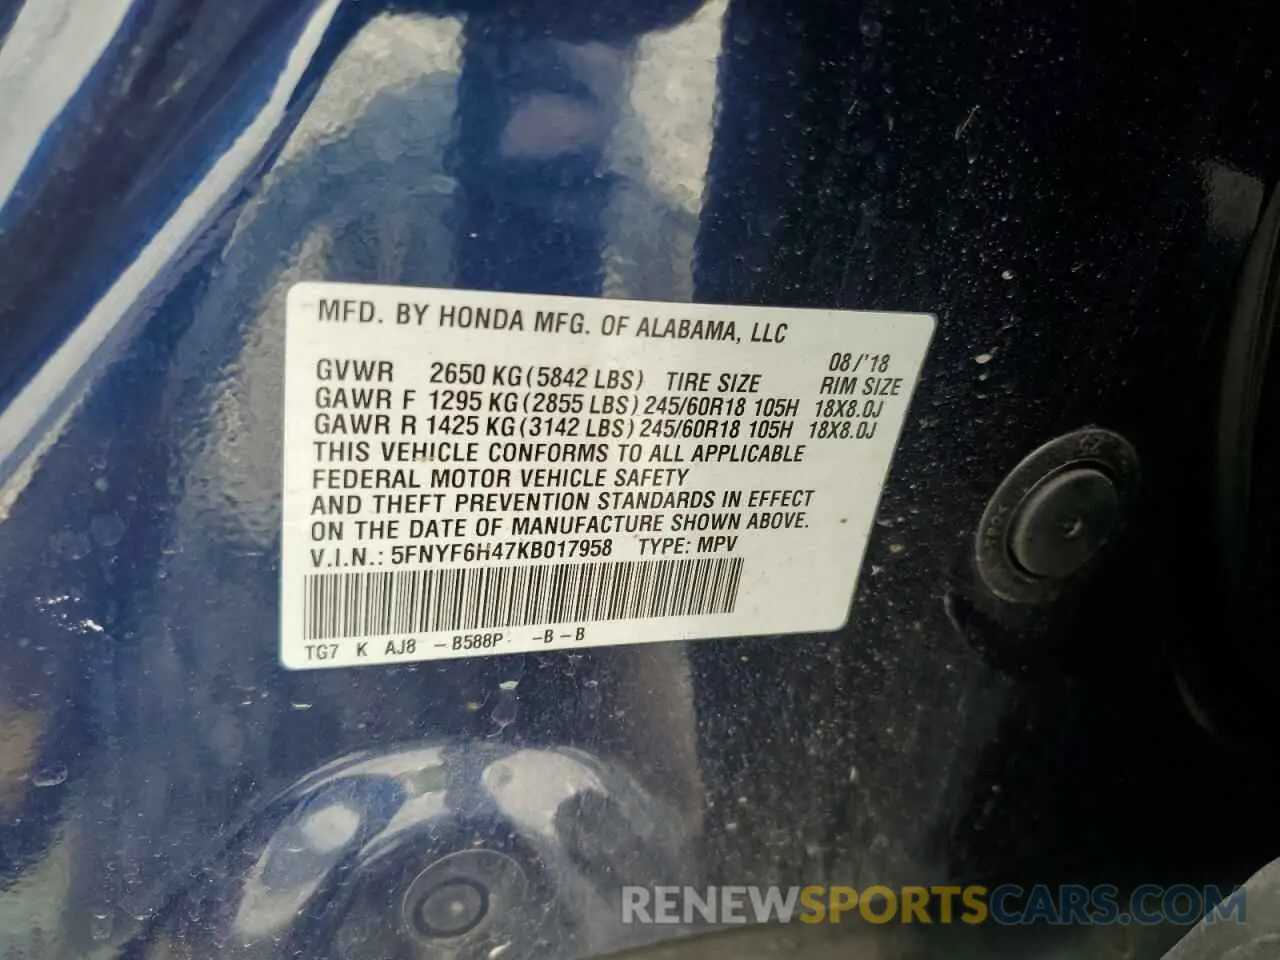 MFD. BY HONDA MFG. OF ALABAMA, LLC
08/'18
GVWR 2650 KG (5842 LBS) TIRE SIZE RIM SIZE
GAWR F 1295 KG (2855 LBS) 245/60R18 105H 18X8.0J
GAWR R 1425 KG (3142 LBS) 245/60R18 105H 18X8.0J
THIS VEHICLE CONFORMS TO ALL APPLICABLE
FEDERAL MOTOR VEHICLE SAFETY
AND THEFT PREVENTION STANDARDS IN EFFECT
ON THE DATE OF MANUFACTURE SHOWN ABOVE.
V.I.N.: 5FNYF6H47KB017958 TYPE: MPV
TG7 K AJ8 - B588P -B-B
RENEWSPORTSCARS.COM